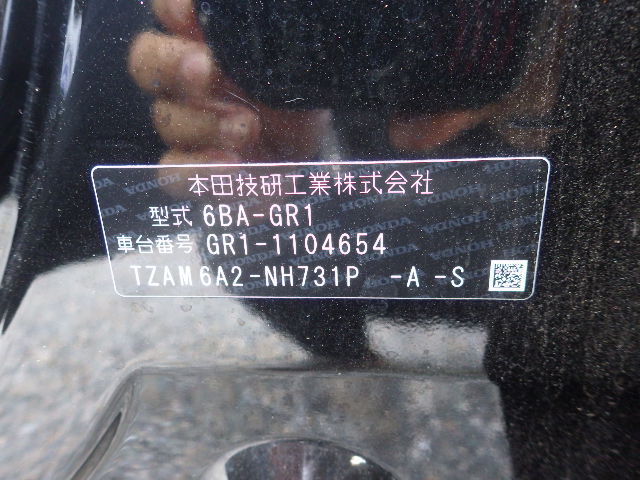 本田技研工業株式会社
型式 6BA-GR1
車台番号 GR1-1104654
TZAM6A2-NH731P -A -S